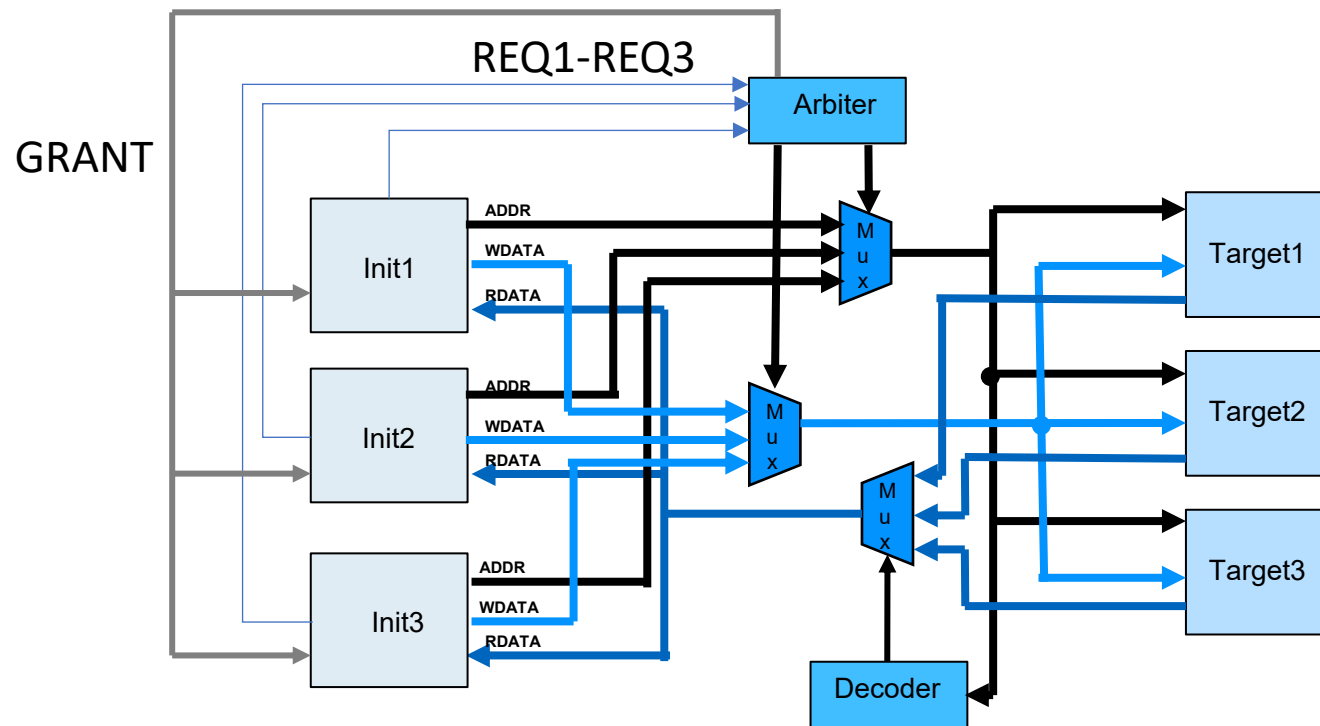 REQ1-REQ3
Arbiter
GRANT
ADDR
WDATA
RDATA
Init1
M
u
x
Target1
ADDR
WDATA
RDATA
Init2
M
u
x
Target2
M
u
x
ADDR
WDATA
RDATA
Init3
Target3
Decoder